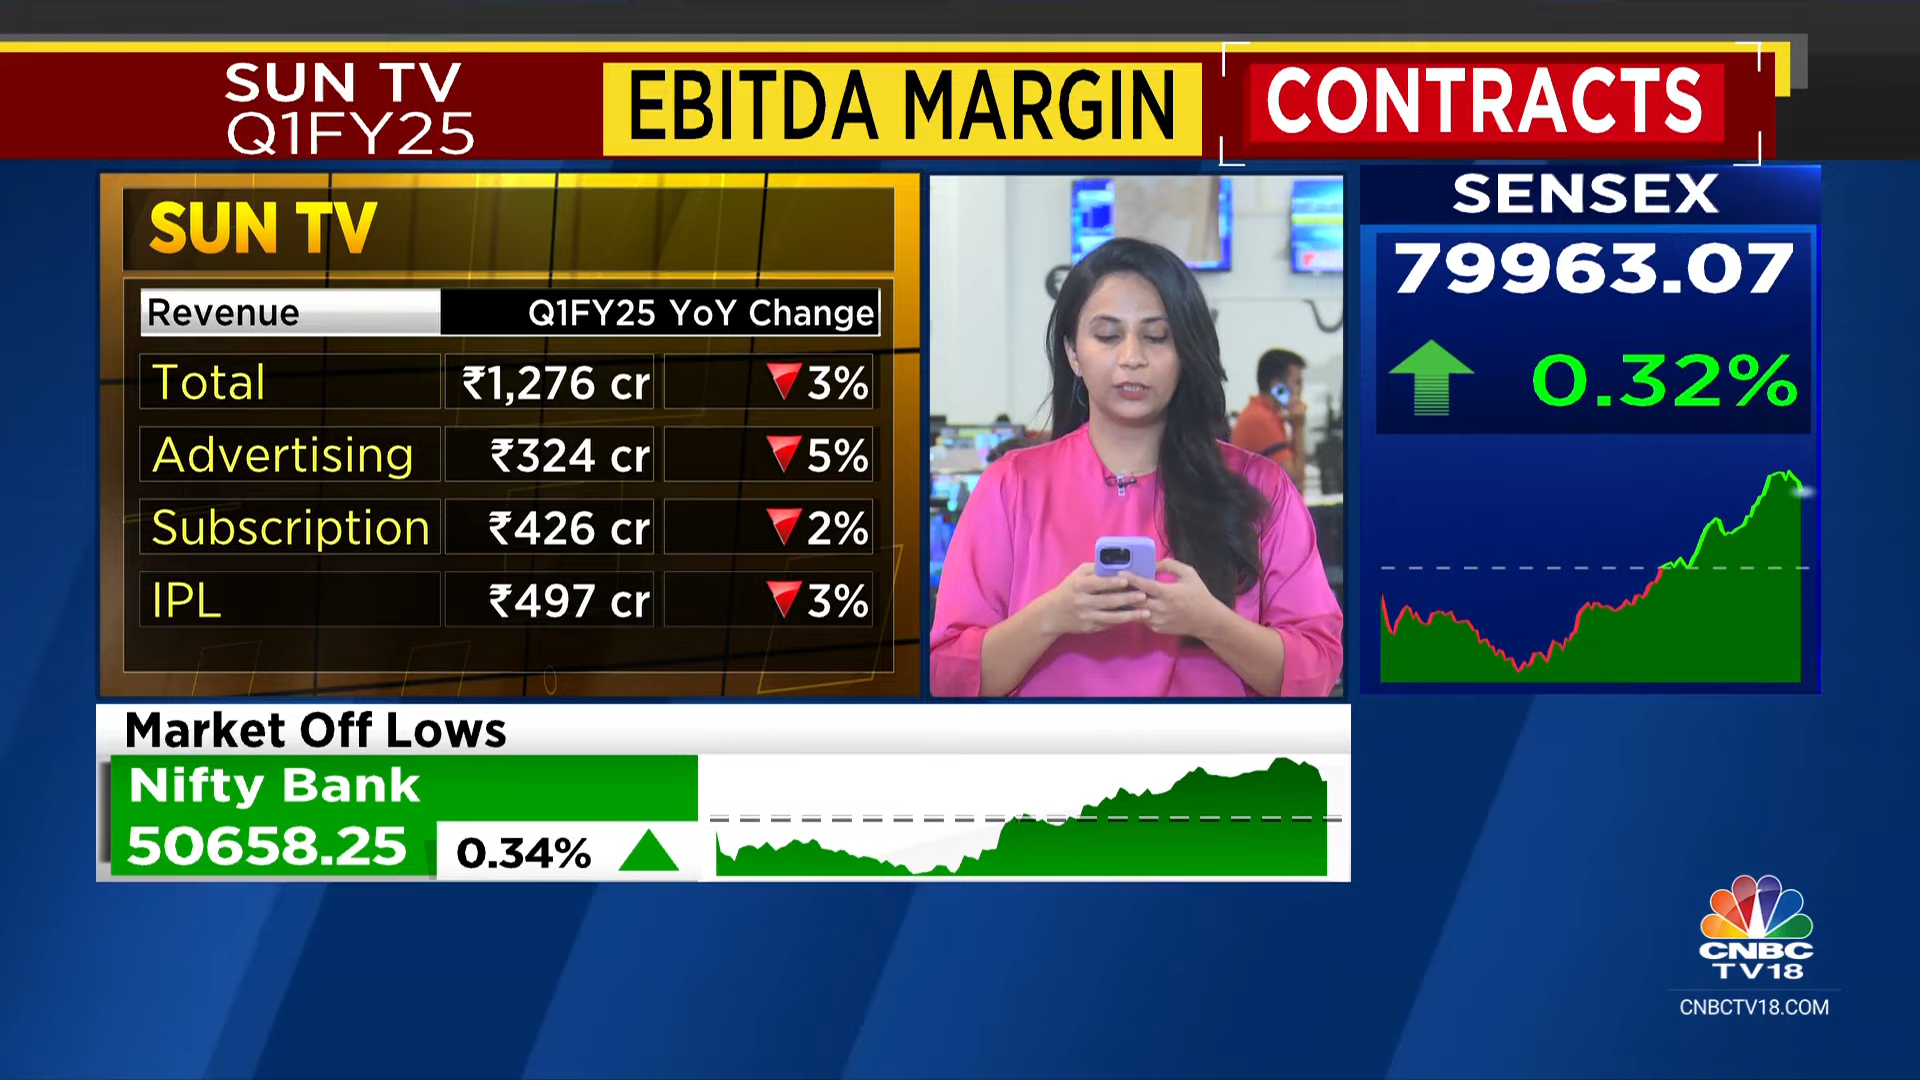 SUN TV
Q1FY25
EBITDA MARGIN
CONTRACTS
SUN TV
Revenue Q1FY25 YoY Change
Total ₹1,276 cr ▼3%
Advertising ₹324 cr ▼5%
Subscription ₹426 cr ▼2%
IPL ₹497 cr ▼3%
SENSEX
79963.07
0.32%
Market Off Lows
Nifty Bank
50658.25 0.34%
CNBC
TV18
CNBCTV18.COM